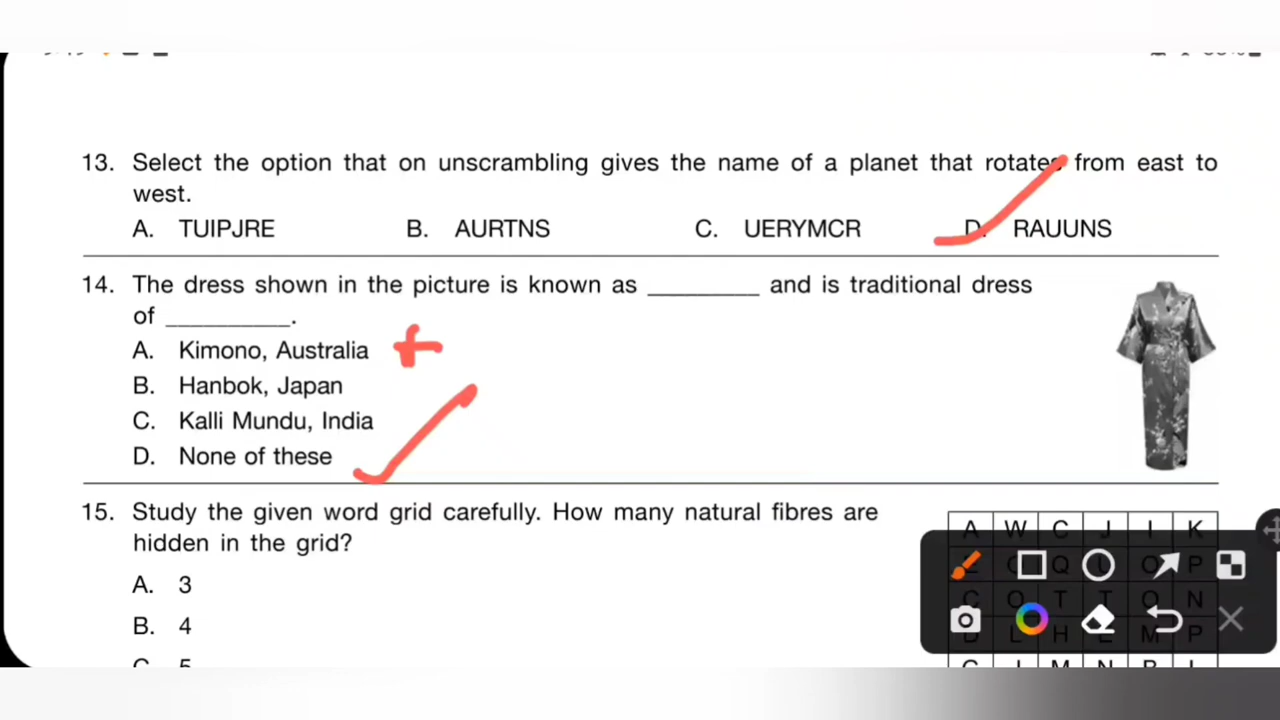 13. Select the option that on unscrambling gives the name of a planet that rotates from east to
west.
A. TUIPJRE B. AURTNS C. UERYMCR D. RAUUNS
14. The dress shown in the picture is known as ________ and is traditional dress
of _________.
A. Kimono, Australia
B. Hanbok, Japan
C. Kalli Mundu, India
D. None of these
15. Study the given word grid carefully. How many natural fibres are
hidden in the grid?
A W C J I K
A. 3
Q U O P
C O T T O N
B. 4
L H E M P
C. 5